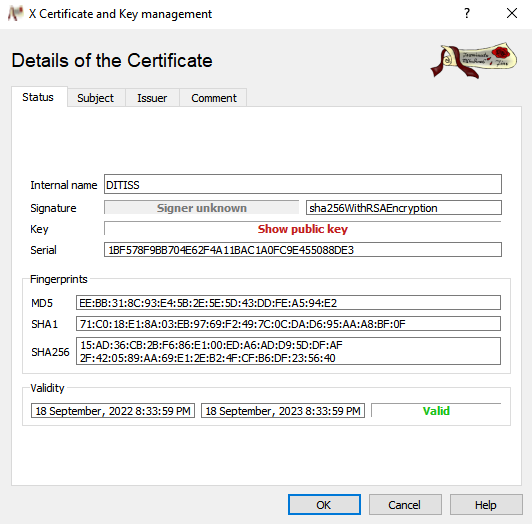 X Certificate and Key management
? ×
Details of the Certificate
Status Subject Issuer Comment
Internal name DITISS
Signature Signer unknown sha256WithRSAEncryption
Key Show public key
Serial 1BF578F9BB704E62F4A11BAC1A0FC9E455088DE3
Fingerprints
MD5 EE:BB:31:8C:93:E4:5B:2E:5E:5D:43:DD:FE:A5:94:E2
SHA1 71:C0:18:E1:8A:03:EB:97:69:F2:49:7C:0C:DA:D6:95:AA:A8:BF:0F
SHA256 15:AD:36:CB:2B:F6:86:E1:00:ED:A6:AD:D9:5D:DF:AF
2F:42:05:89:AA:69:E1:2E:B2:4F:CF:B6:DF:23:56:40
Validity
18 September, 2022 8:33:59 PM 18 September, 2023 8:33:59 PM Valid
OK Cancel Help